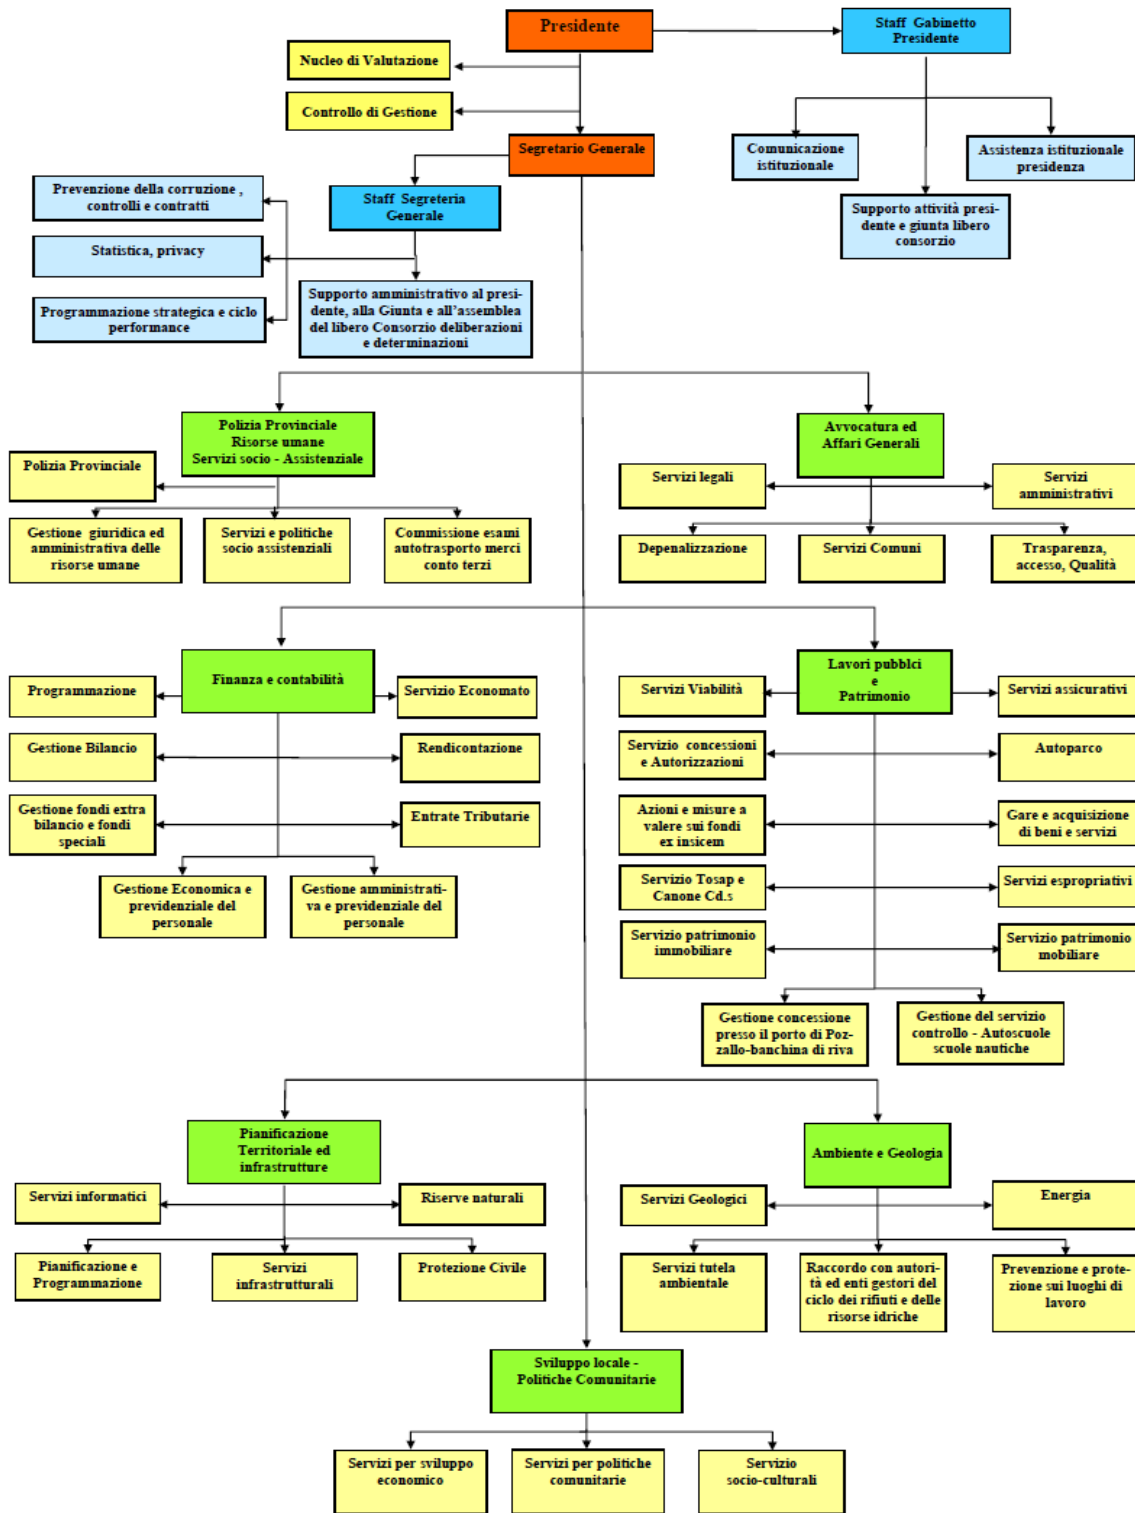 Presidente
Staff Gabinetto
Presidente
Nucleo di Valutazione
Controllo di Gestione
Segretario Generale
Comunicazione
istituzionale
Assistenza istituzionale
presidenza
Supporto attività presi-
dente e giunta libero
consorzio
Prevenzione della corruzione ,
controlli e contratti
Staff Segreteria
Generale
Statistica, privacy
Programmazione strategica e ciclo
performance
Supporto amministrativo al presi-
dente, alla Giunta e all'assemblea
del libero Consorzio deliberazioni
e determinazioni
Polizia Provinciale
Risorse umane
Servizi socio - Assistenziale
Polizia Provinciale
Gestione giuridica ed
amministrativa delle
risorse umane
Servizi e politiche
socio assistenziali
Commissione esami
autotrasporto merci
conto terzi
Avvocatura ed
Affari Generali
Servizi legali
Servizi
amministrativi
Depenalizzazione
Servizi Comuni
Trasparenza,
accesso, Qualità
Finanza e contabilità
Programmazione
Servizio Economato
Gestione Bilancio
Rendicontazione
Gestione fondi extra
bilancio e fondi
speciali
Entrate Tributarie
Gestione Economica e
previdenziale del
personale
Gestione amministrati-
va e previdenziale del
personale
Lavori pubblci
e
Patrimonio
Servizi Viabilità
Servizi assicurativi
Servizio concessioni
e Autorizzazioni
Autoparco
Azioni e misure a
valere sui fondi
ex insicem
Gare e acquisizione
di beni e servizi
Servizio Tosap e
Canone Cd.s
Servizi espropriativi
Servizio patrimonio
immobiliare
Servizio patrimonio
mobiliare
Gestione concessione
presso il porto di Poz-
zallo-banchina di riva
Gestione del servizio
controllo - Autoscuole
scuole nautiche
Pianificazione
Territoriale ed
infrastrutture
Servizi informatici
Riserve naturali
Pianificazione e
Programmazione
Servizi
infrastrutturali
Protezione Civile
Ambiente e Geologia
Servizi Geologici
Energia
Servizi tutela
ambientale
Raccordo con autori-
tà ed enti gestori del
ciclo dei rifiuti e delle
risorse idriche
Prevenzione e prote-
zione sui luoghi di
lavoro
Sviluppo locale -
Politiche Comunitarie
Servizi per sviluppo
economico
Servizi per politiche
comunitarie
Servizio
socio-culturali